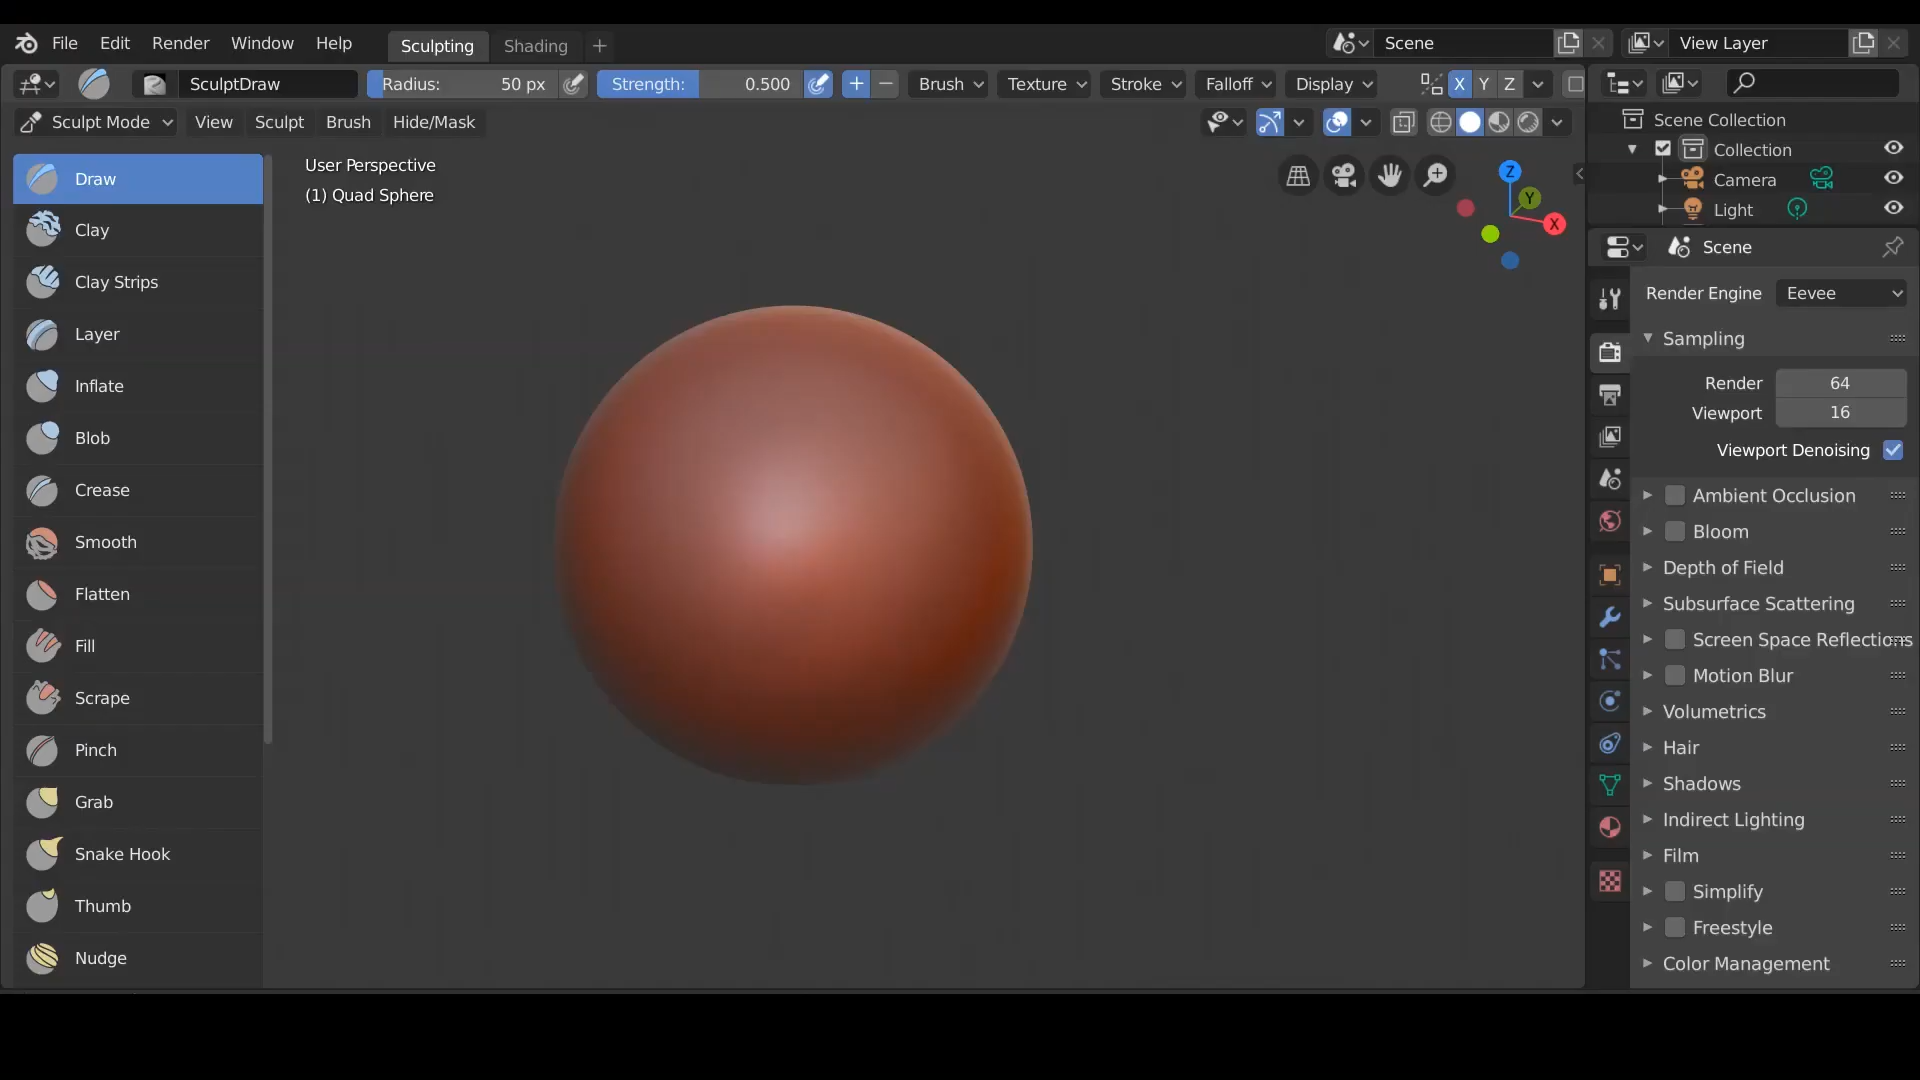 File Edit Render Window Help Sculpting Shading + Scene View Layer
SculptDraw Radius: 50 px Strength: 0.500 + − Brush Texture Stroke Falloff Display X Y Z
Sculpt Mode View Sculpt Brush Hide/Mask
User Perspective
(1) Quad Sphere
Z
Y
X
Draw
Clay
Clay Strips
Layer
Inflate
Blob
Crease
Smooth
Flatten
Fill
Scrape
Pinch
Grab
Snake Hook
Thumb
Nudge
Scene Collection
Collection
Camera
Light
Scene
Render Engine Eevee
Sampling
Render 64
Viewport 16
Viewport Denoising
Ambient Occlusion
Bloom
Depth of Field
Subsurface Scattering
Screen Space Reflections
Motion Blur
Volumetrics
Hair
Shadows
Indirect Lighting
Film
Simplify
Freestyle
Color Management